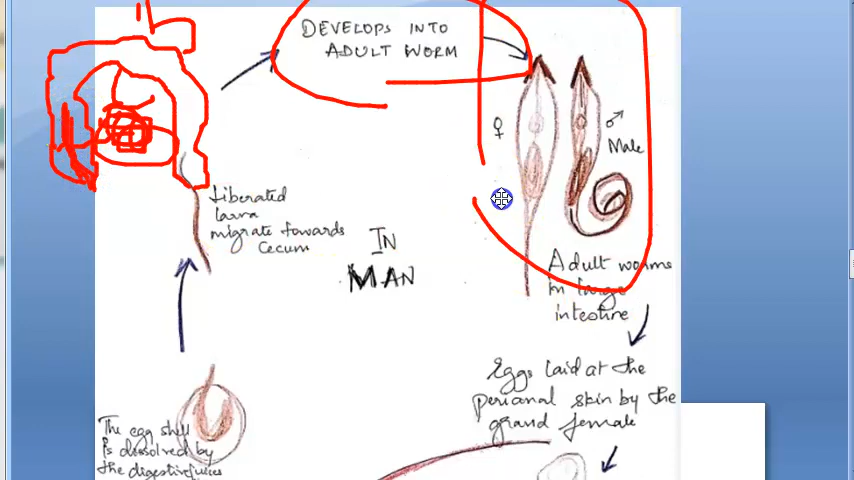 DEVELOPS INTO
ADULT WORM
♀
♂
Male
Liberated
larva
migrate towards
Cecum
IN
MAN
Adult worms
in large
intestine
Eggs laid at the
perianal skin by the
grand female
The egg shell
is dissolved by
the digestive juices